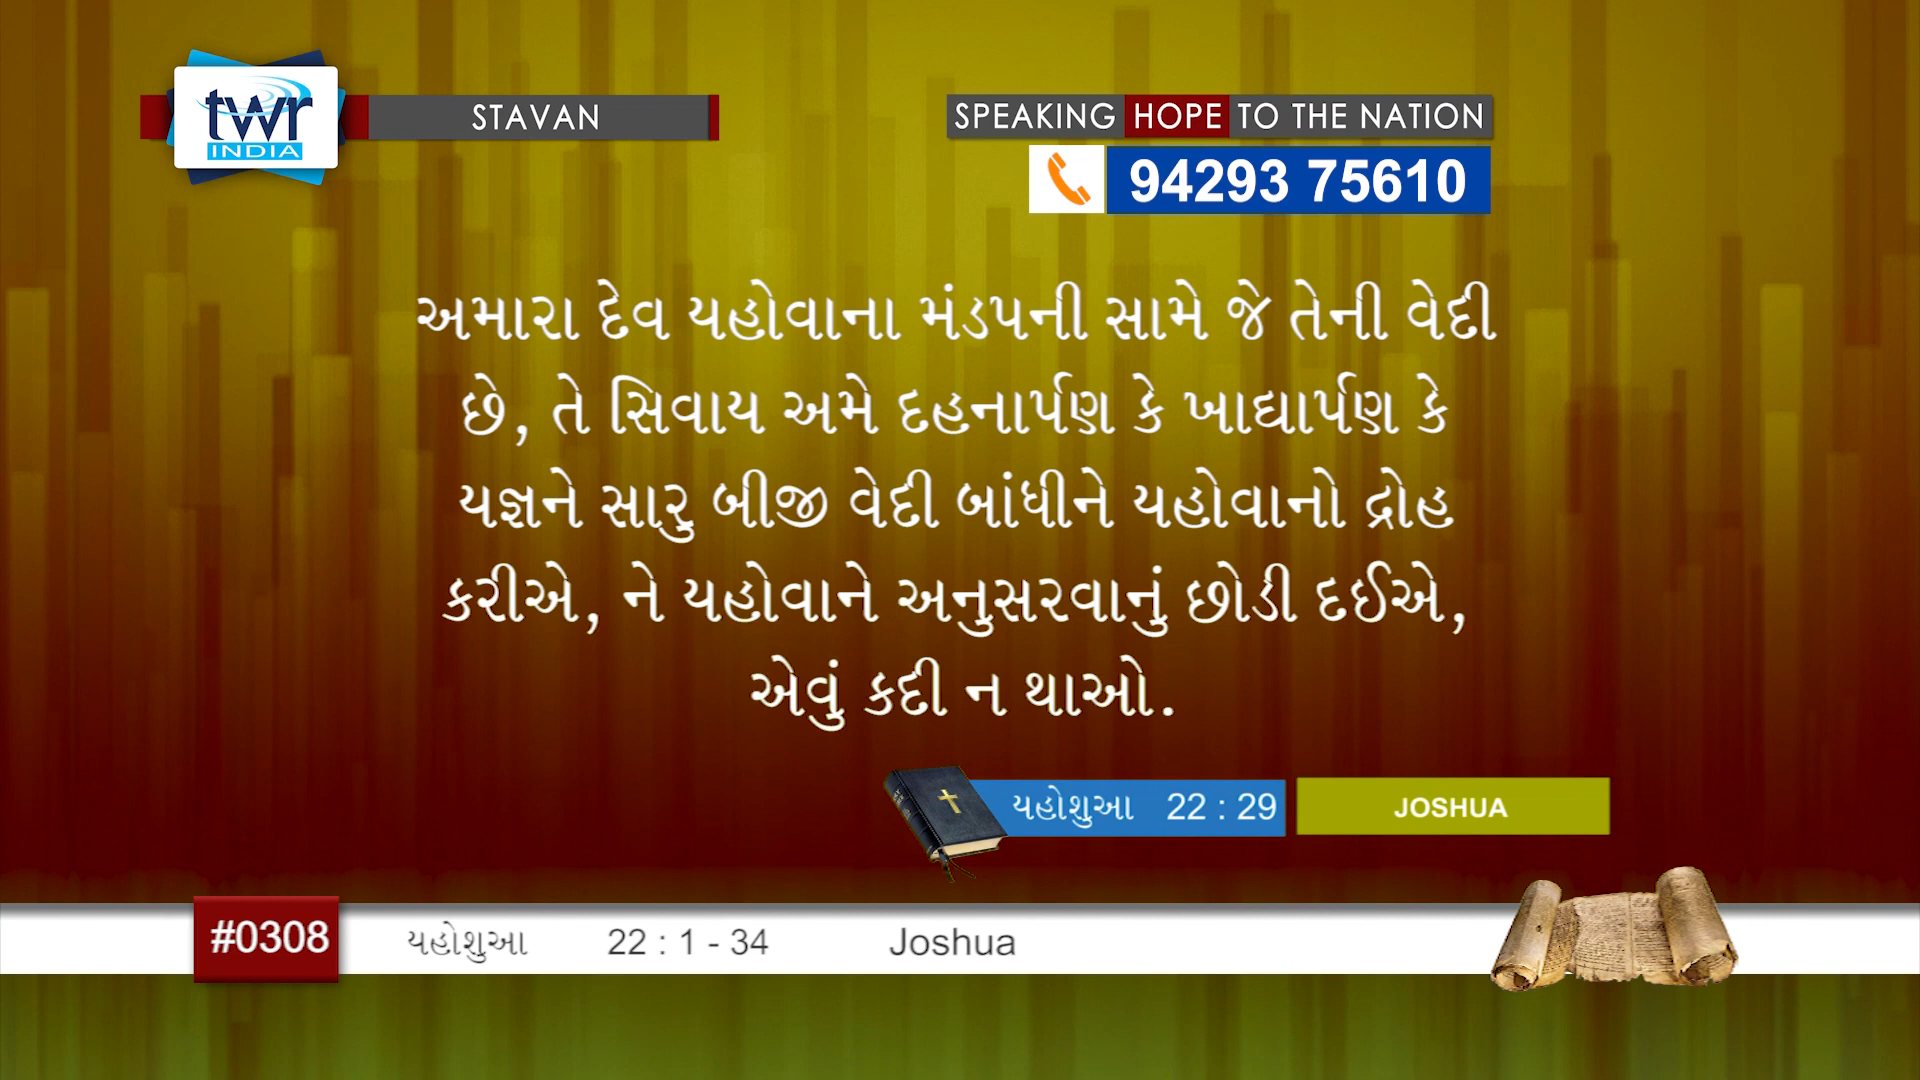 twr
INDIA
STAVAN
SPEAKING HOPE TO THE NATION
94293 75610
અમારા દેવ યહોવાના મંડપની સામે જે તેની વેદી
છે, તે સિવાય અમે દહનાર્પણ કે ખાદ્યાર્પણ કે
યજ્ઞને સારુ બીજી વેદી બાંધીને યહોવાનો દ્રોહ
કરીએ, ને યહોવાને અનુસરવાનું છોડી દઈએ,
એવું કદી ન થાઓ.
યહોશુઆ 22 : 29 JOSHUA
#0308 યહોશુઆ 22 : 1 - 34 Joshua